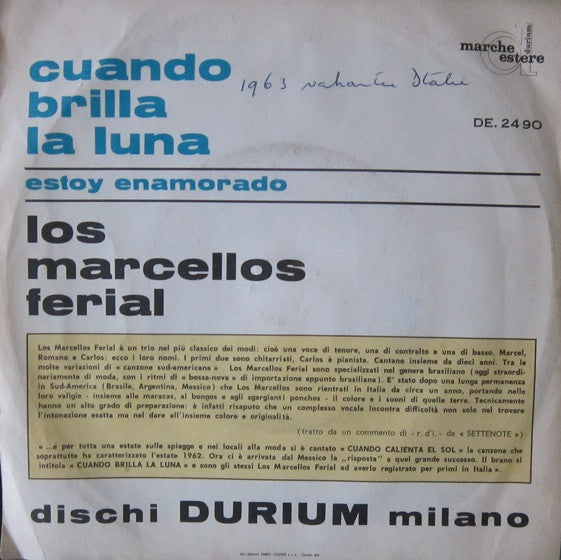 cuando
brilla
la luna
1963
marche
estere
durium
DE. 2490
estoy enamorado
los
marcellos
ferial
Los Marcellos Ferial è un trio nel più classico dei modi: cioè una voce di tenore, una di contralto e una di basso. Marcel,
Romano e Carlos: ecco i loro nomi. I primi due sono chitarristi, Carlos è pianista. Cantano insieme da dieci anni. Tra la
molte variazioni di « canzone sud-americana » Los Marcellos Ferial sono specializzati nel genere brasiliano (oggi straordi-
nariamente di moda, con i ritmi di « bossa-nova » di importazione appunto brasiliana). E' stato dopo una lunga permanenza
in Sud-America (Brasile, Argentina, Messico) che Los Marcellos sono rientrati in Italia da circa un anno, portando nelle
loro valigie - insieme alle maracas, ai bongos e agli sgargianti ponchos - il colore e i suoni di quelle terre. Tecnicamente
hanno un alto grado di preparazione: è infatti risaputo che un complesso vocale incontra difficoltà non solo nel trovare
l'intonazione esatta ma nel dare all'insieme colore e originalità.
(tratto da un commento di -r. d'I. - da « SETTENOTE »)
« ...e per tutta una estate sulle spiagge e nei locali alla moda si è cantato « CUANDO CALIENTA EL SOL » la canzone che
soprattutto ha caratterizzato l'estate 1962. Ora ci è arrivata dal Messico la „risposta" a quel grande successo. Il brano si
intitola « CUANDO BRILLA LA LUNA » e sono gli stessi Los Marcellos Ferial ad averlo registrato per primi in Italia ».
dischi DURIUM milano